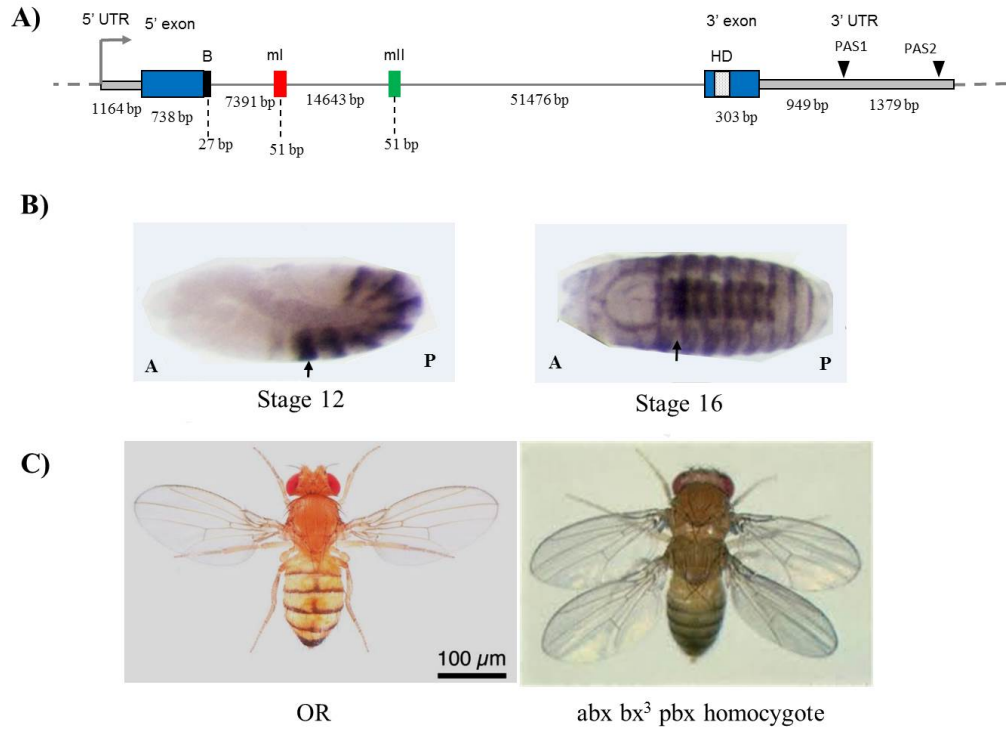 A)
5' UTR
5' exon
B
mI
mII
3' exon
HD
3' UTR
PAS1
PAS2
1164 bp
738 bp
27 bp
7391 bp
51 bp
14643 bp
51 bp
51476 bp
303 bp
949 bp
1379 bp
B)
A
P
Stage 12
A
P
Stage 16
C)
100 µm
OR
abx bx³ pbx homocygote